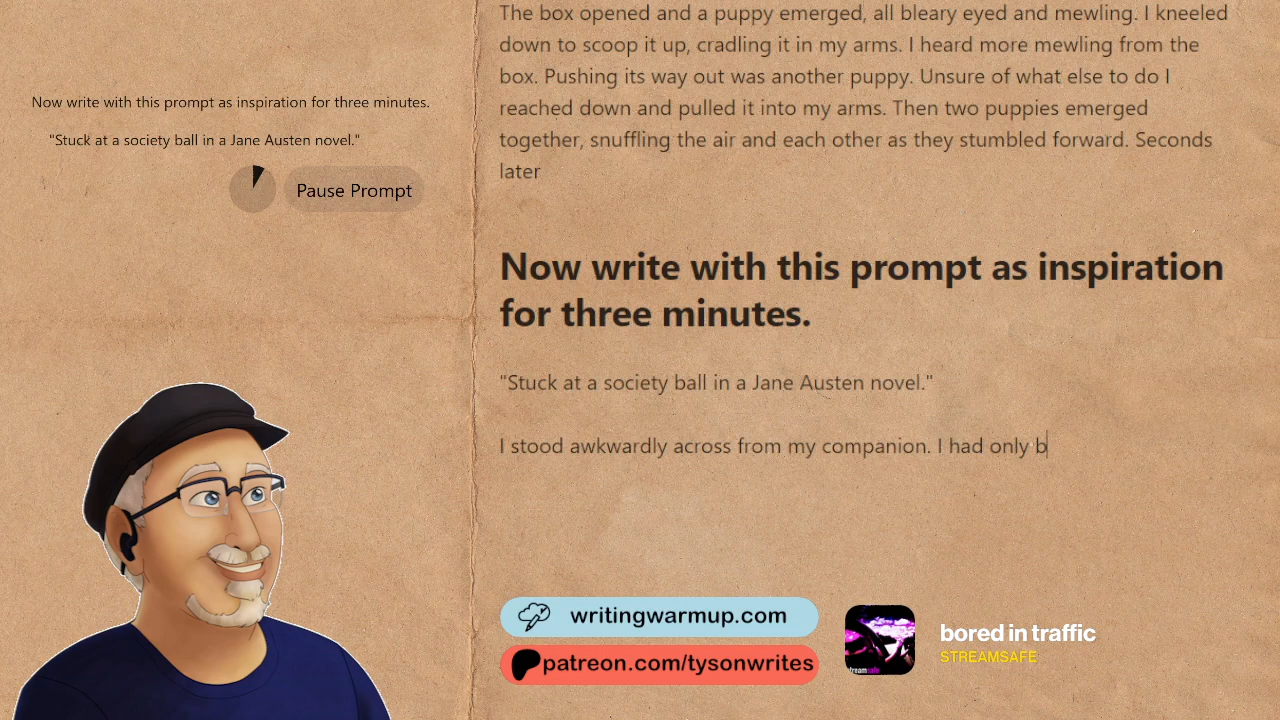 Now write with this prompt as inspiration for three minutes.
"Stuck at a society ball in a Jane Austen novel."
Pause Prompt
The box opened and a puppy emerged, all bleary eyed and mewling. I kneeled
down to scoop it up, cradling it in my arms. I heard more mewling from the
box. Pushing its way out was another puppy. Unsure of what else to do I
reached down and pulled it into my arms. Then two puppies emerged
together, snuffling the air and each other as they stumbled forward. Seconds
later
Now write with this prompt as inspiration
for three minutes.
"Stuck at a society ball in a Jane Austen novel."
I stood awkwardly across from my companion. I had only b
writingwarmup.com
patreon.com/tysonwrites
bored in traffic
STREAMSAFE